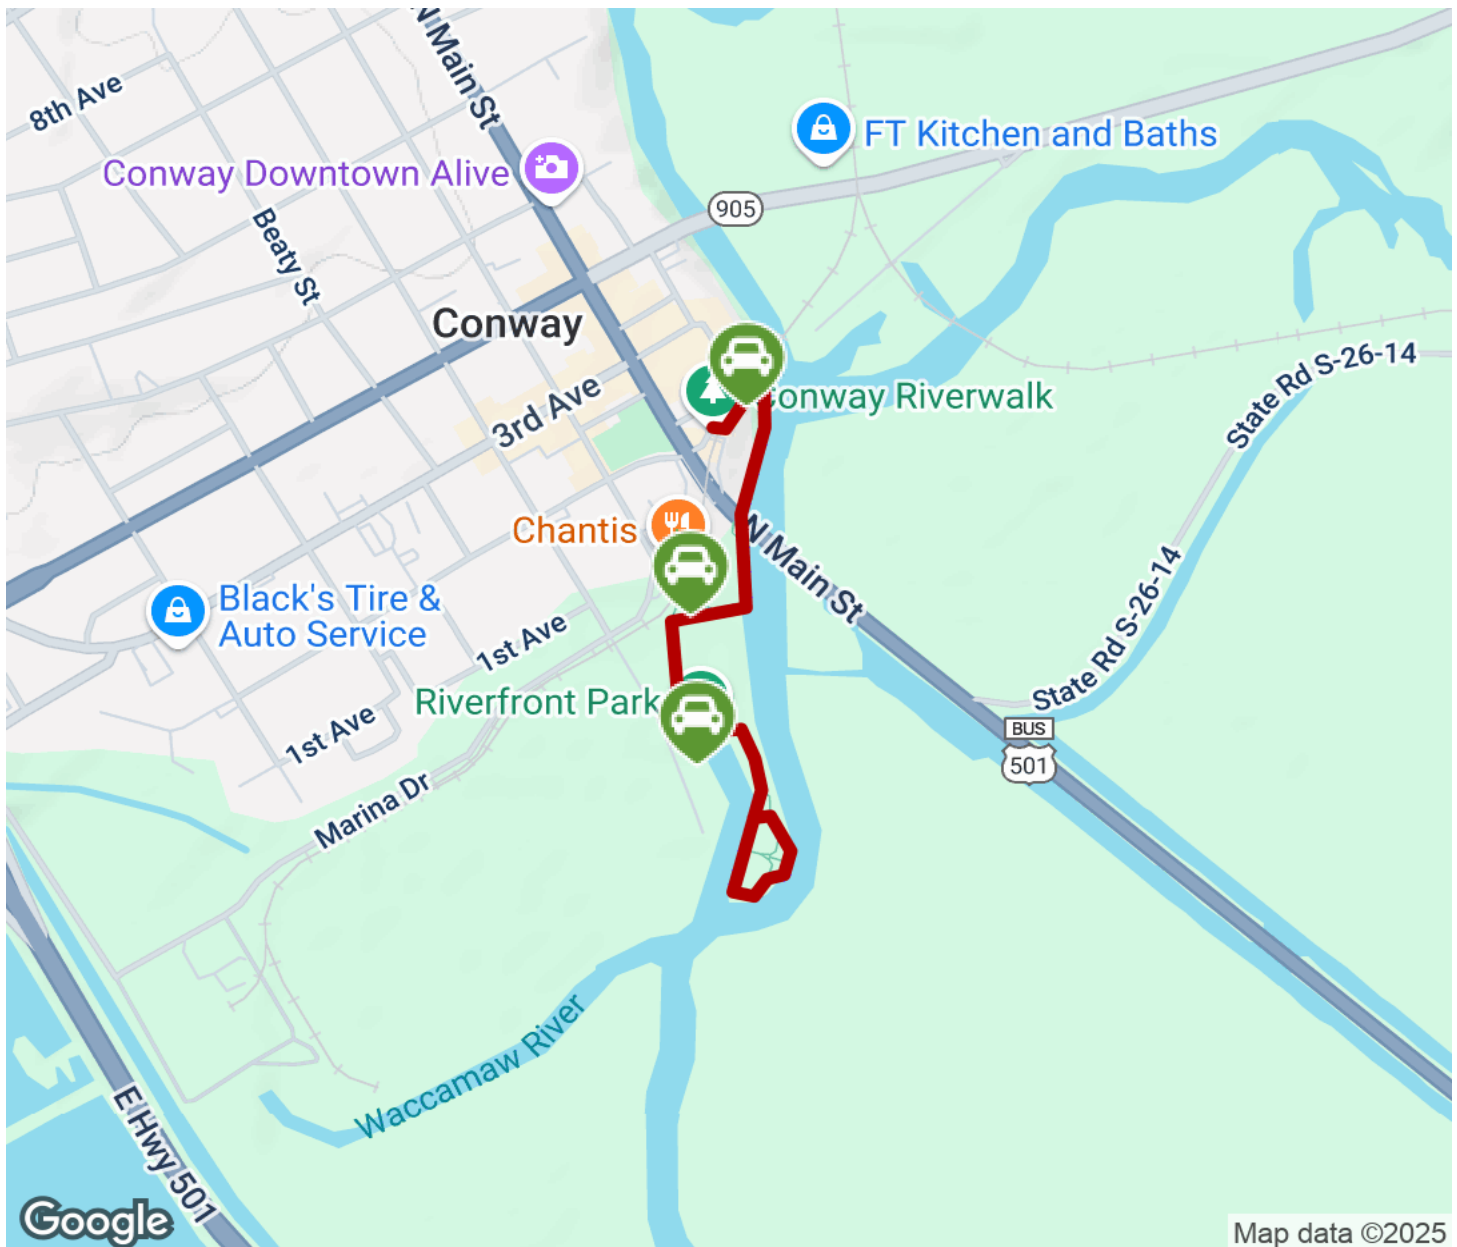 N Main St
8th Ave
FT Kitchen and Baths
Conway Downtown Alive
905
Beaty St
Conway
State Rd S-26-14
Conway Riverwalk
3rd Ave
Chantis
N Main St
Black's Tire &
Auto Service
1st Ave
State Rd S-26-14
Riverfront Park
1st Ave
BUS
501
Marina Dr
Waccamaw River
E Hwy 501
Google
Map data ©2025